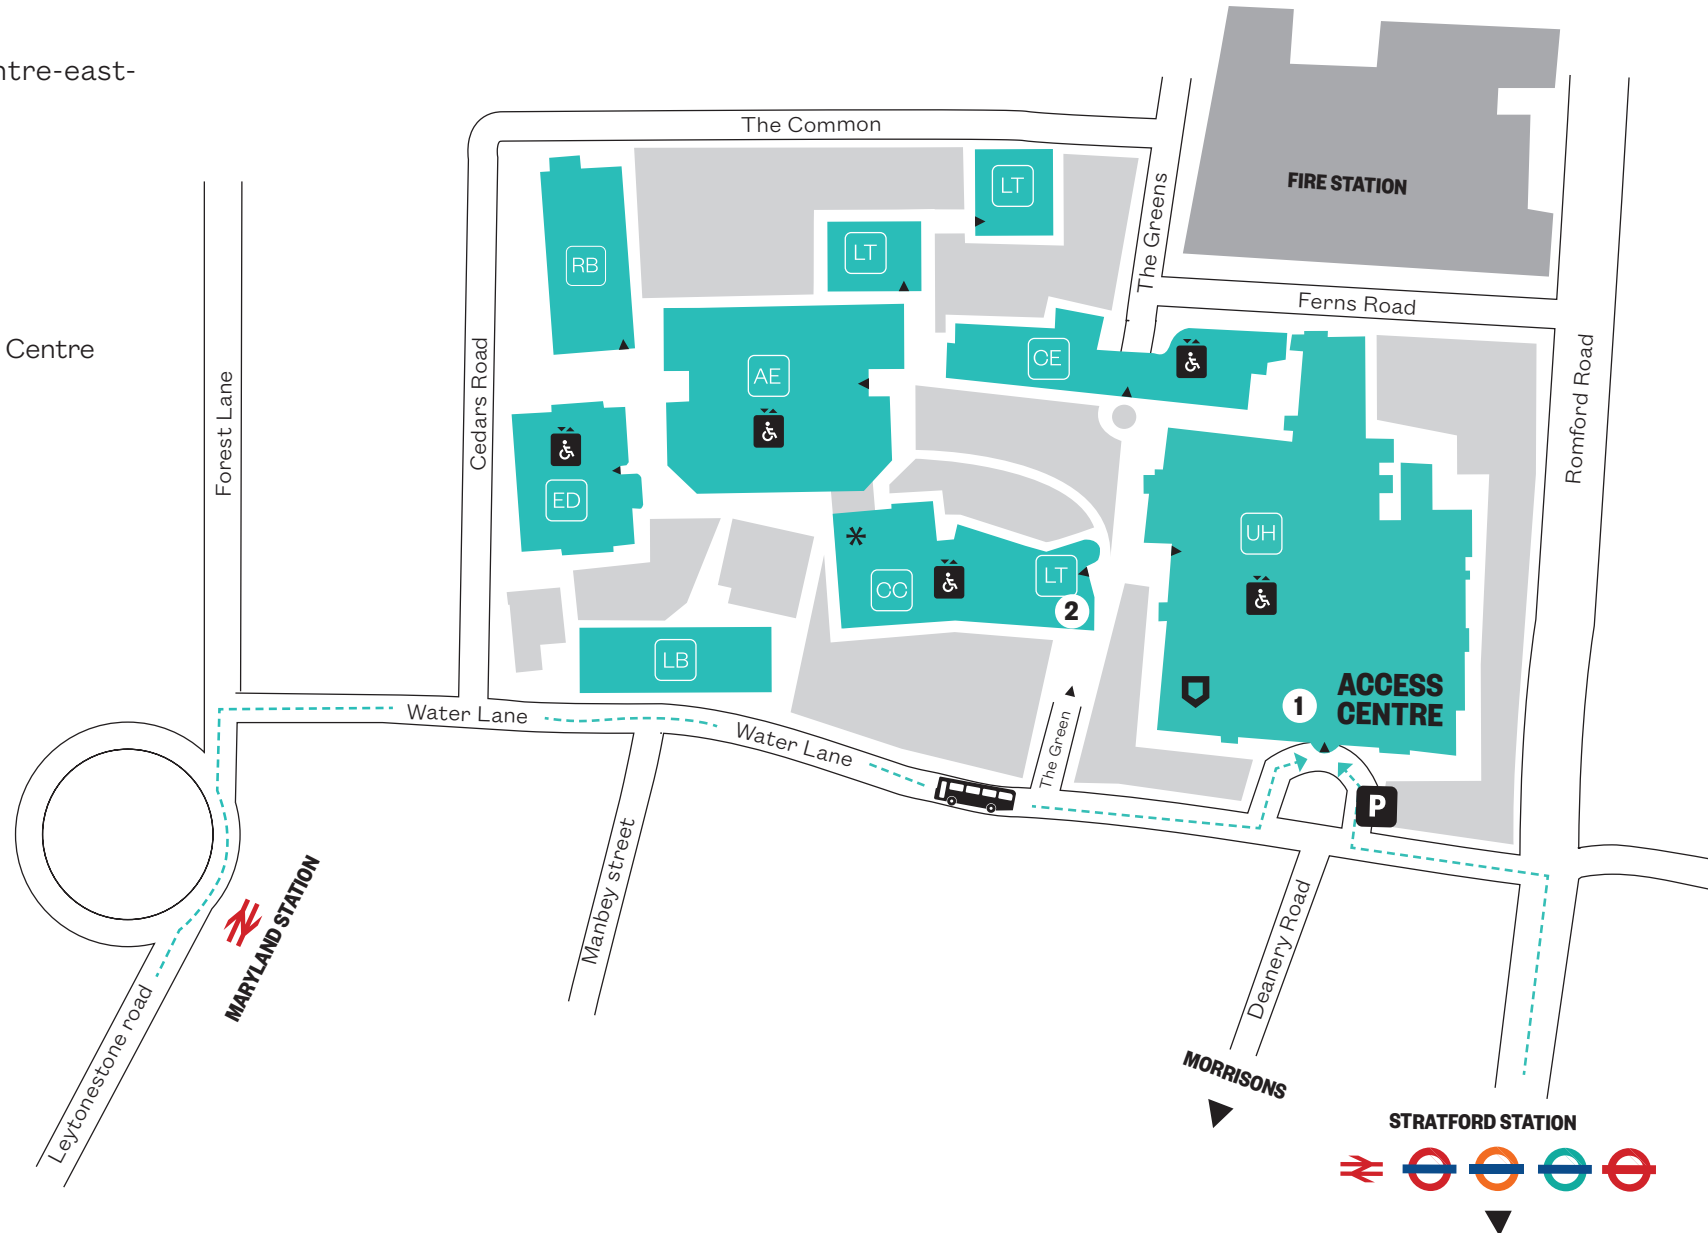 ntre-east-
Centre
The Common
LT
FIRE STATION
The Greens
LT
RB
Ferns Road
CE
AE
Cedars Road
Forest Lane
Romford Road
ED
UH
*
LT
CC
2
LB
ACCESS
CENTRE
1
Water Lane
Water Lane
The Green
P
Manbey street
MARYLAND STATION
Deanery Road
Leytonestone road
MORRISONS
STRATFORD STATION